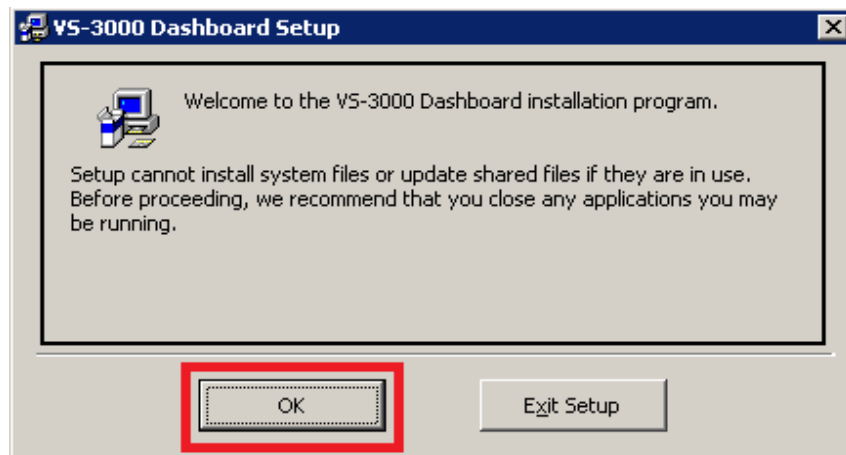 VS-3000 Dashboard Setup
Welcome to the VS-3000 Dashboard installation program.
Setup cannot install system files or update shared files if they are in use.
Before proceeding, we recommend that you close any applications you may
be running.
OK
Exit Setup